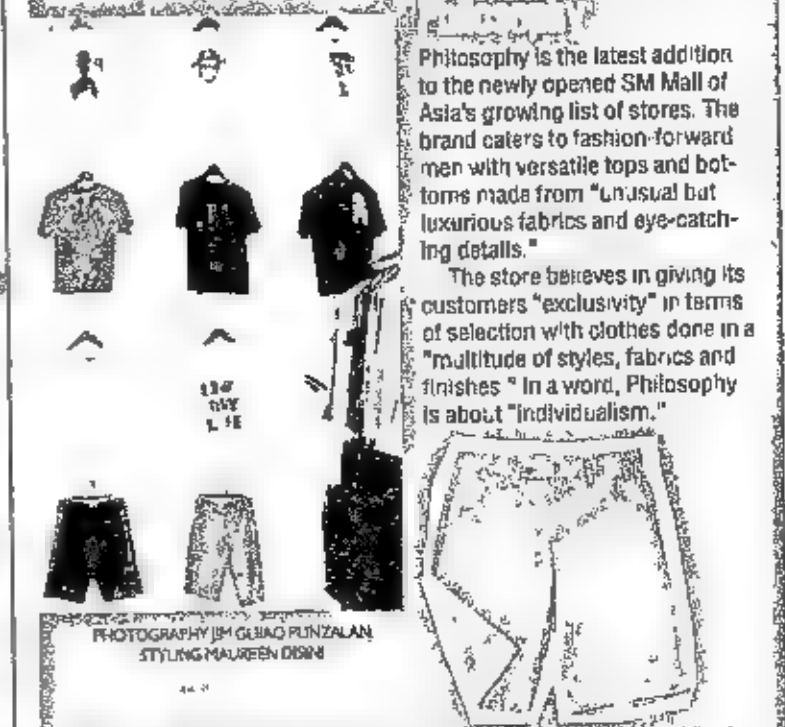 Philosophy is the latest addition
to the newly opened SM Mall of
Asia's growing list of stores. The
brand caters to fashion-forward
men with versatile tops and bot-
toms made from "unusual but
luxurious fabrics and eye-catch-
ing details."
The store believes in giving its
customers "exclusivity" in terms
of selection with clothes done in a
"multitude of styles, fabrics and
finishes." In a word, Philosophy
is about "individualism."
PHOTOGRAPHY JIM GUIAO PUNZALAN
STYLING MAUREEN DISINI